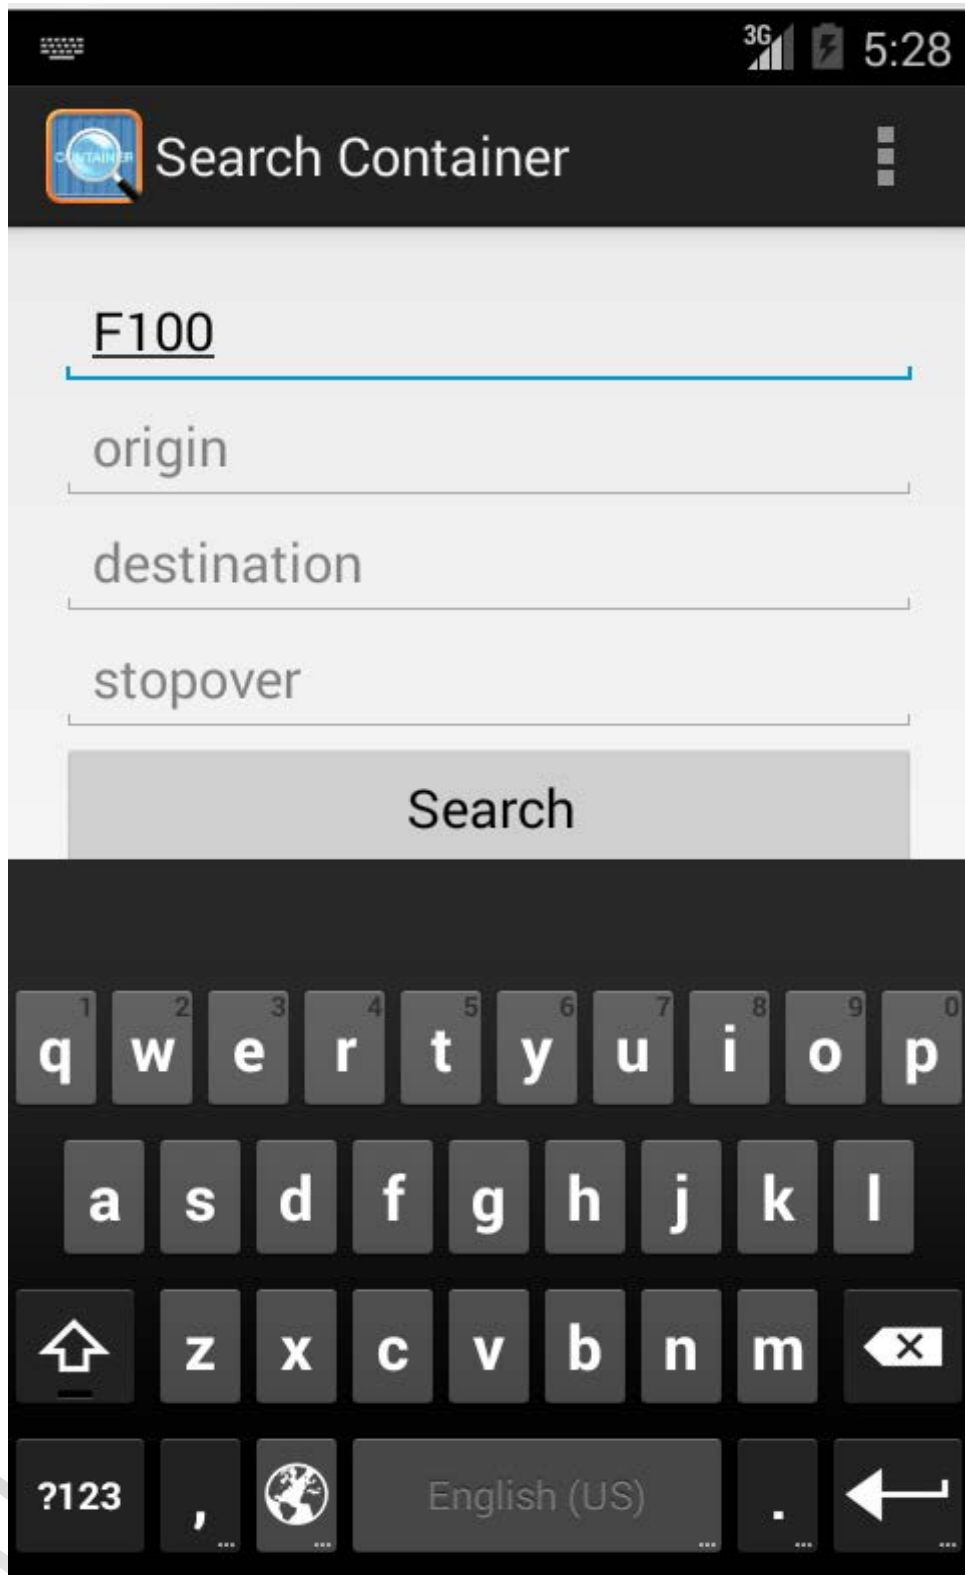 3G 5:28
CONTAINER Search Container
F100
origin
destination
stopover
Search
1 2 3 4 5 6 7 8 9 0
q w e r t y u i o p
a s d f g h j k l
z x c v b n m
?123 , English (US) .